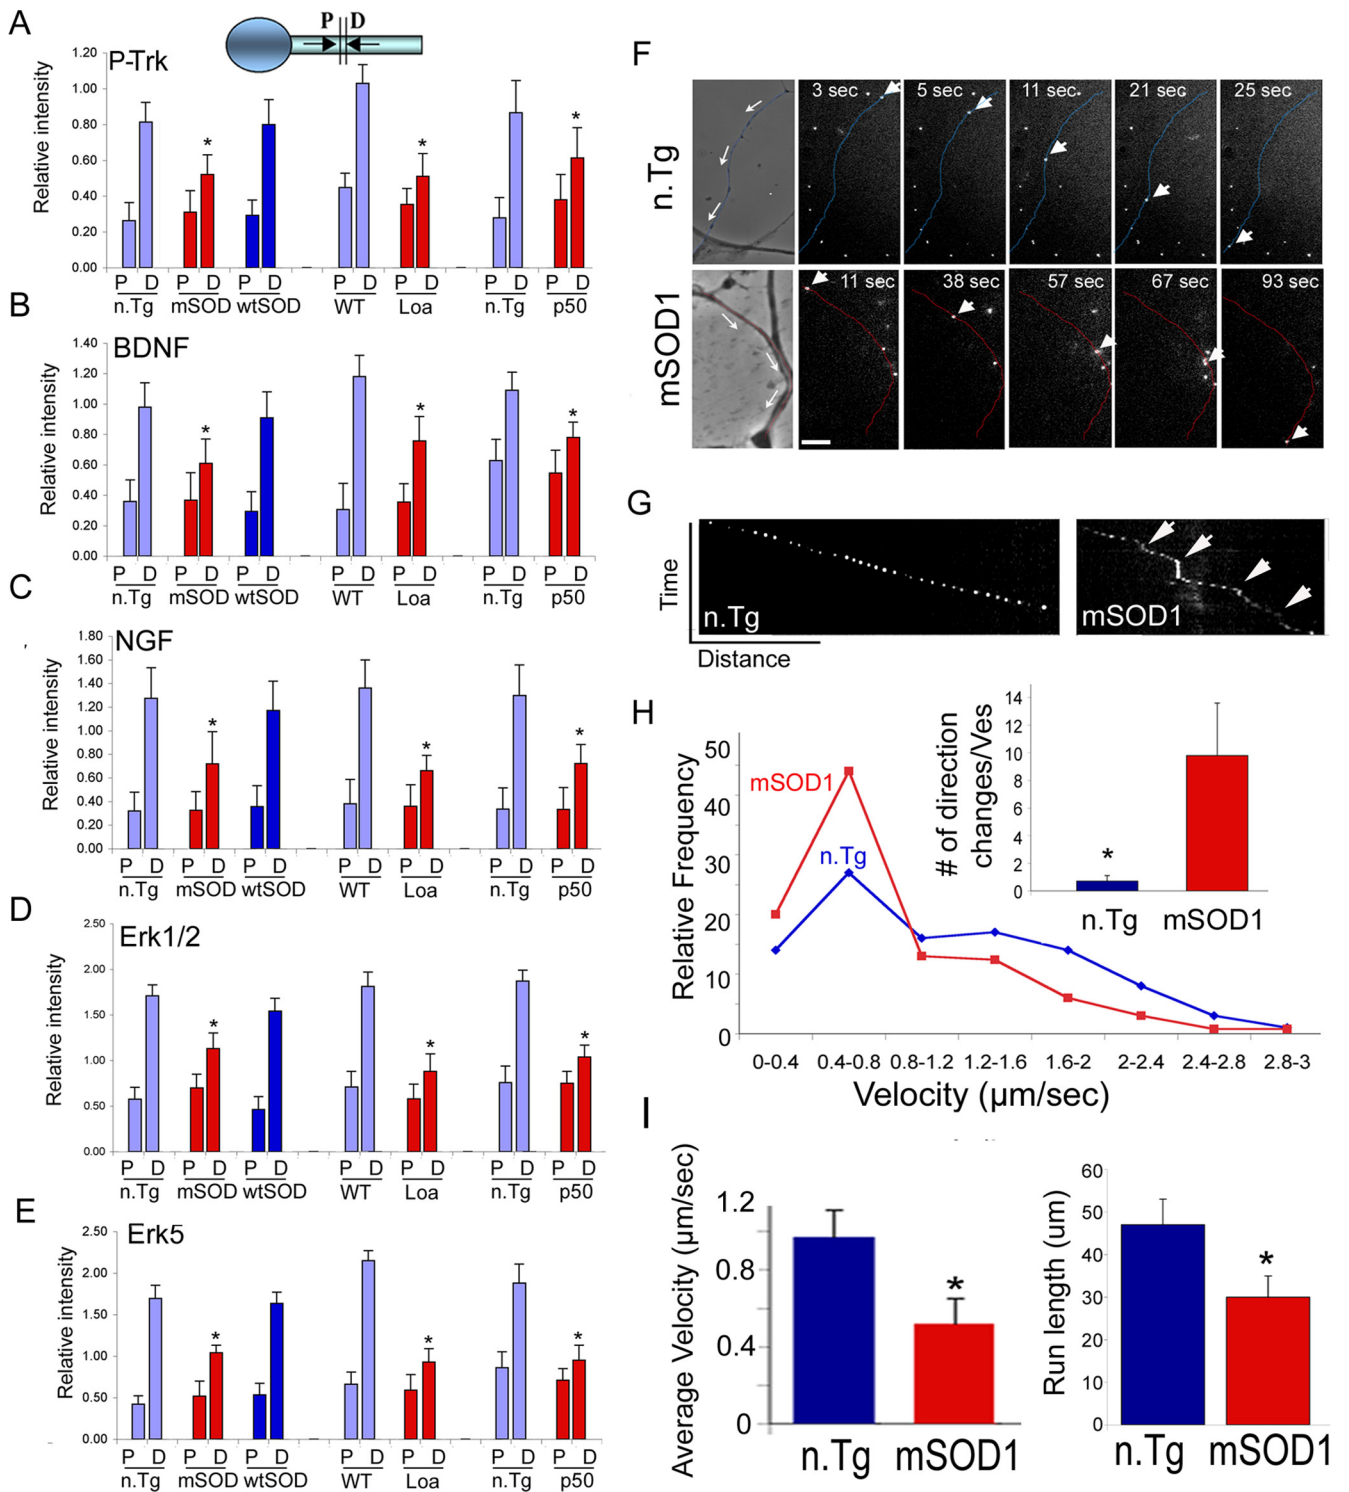 A
P D
P-Trk
Relative intensity
1.20
1.00
0.80
0.60
0.40
0.20
0.00
* * *
P D P D P D P D P D P D P D
n.Tg mSOD wtSOD WT Loa n.Tg p50
B
BDNF
Relative intensity
1.40
1.20
1.00
0.80
0.60
0.40
0.20
0.00
* * *
P D P D P D P D P D P D P D
n.Tg mSOD wtSOD WT Loa n.Tg p50
C
NGF
Relative intensity
1.80
1.60
1.40
1.20
1.00
0.80
0.60
0.40
0.20
0.00
* * *
P D P D P D P D P D P D P D
n.Tg mSOD wtSOD WT Loa n.Tg p50
D
Erk1/2
Relative intensity
2.50
2.00
1.50
1.00
0.50
0.00
* * *
P D P D P D P D P D P D P D
n.Tg mSOD wtSOD WT Loa n.Tg p50
E
Erk5
Relative intensity
2.50
2.00
1.50
1.00
0.50
0.00
* * *
P D P D P D P D P D P D P D
n.Tg mSOD wtSOD WT Loa n.Tg p50
F
n.Tg
3 sec 5 sec 11 sec 21 sec 25 sec
mSOD1
11 sec 38 sec 57 sec 67 sec 93 sec
G
Time
n.Tg
mSOD1
Distance
H
Relative Frequency
50
40
30
20
10
0
mSOD1
n.Tg
0-0.4 0.4-0.8 0.8-1.2 1.2-1.6 1.6-2 2-2.4 2.4-2.8 2.8-3
Velocity (µm/sec)
# of direction
changes/Ves
14
12
10
8
6
4
2
0
*
n.Tg mSOD1
I
Average Velocity (µm/sec)
1.2
0.8
0.4
0
*
n.Tg mSOD1
Run length (um)
60
50
40
30
20
10
0
*
n.Tg mSOD1